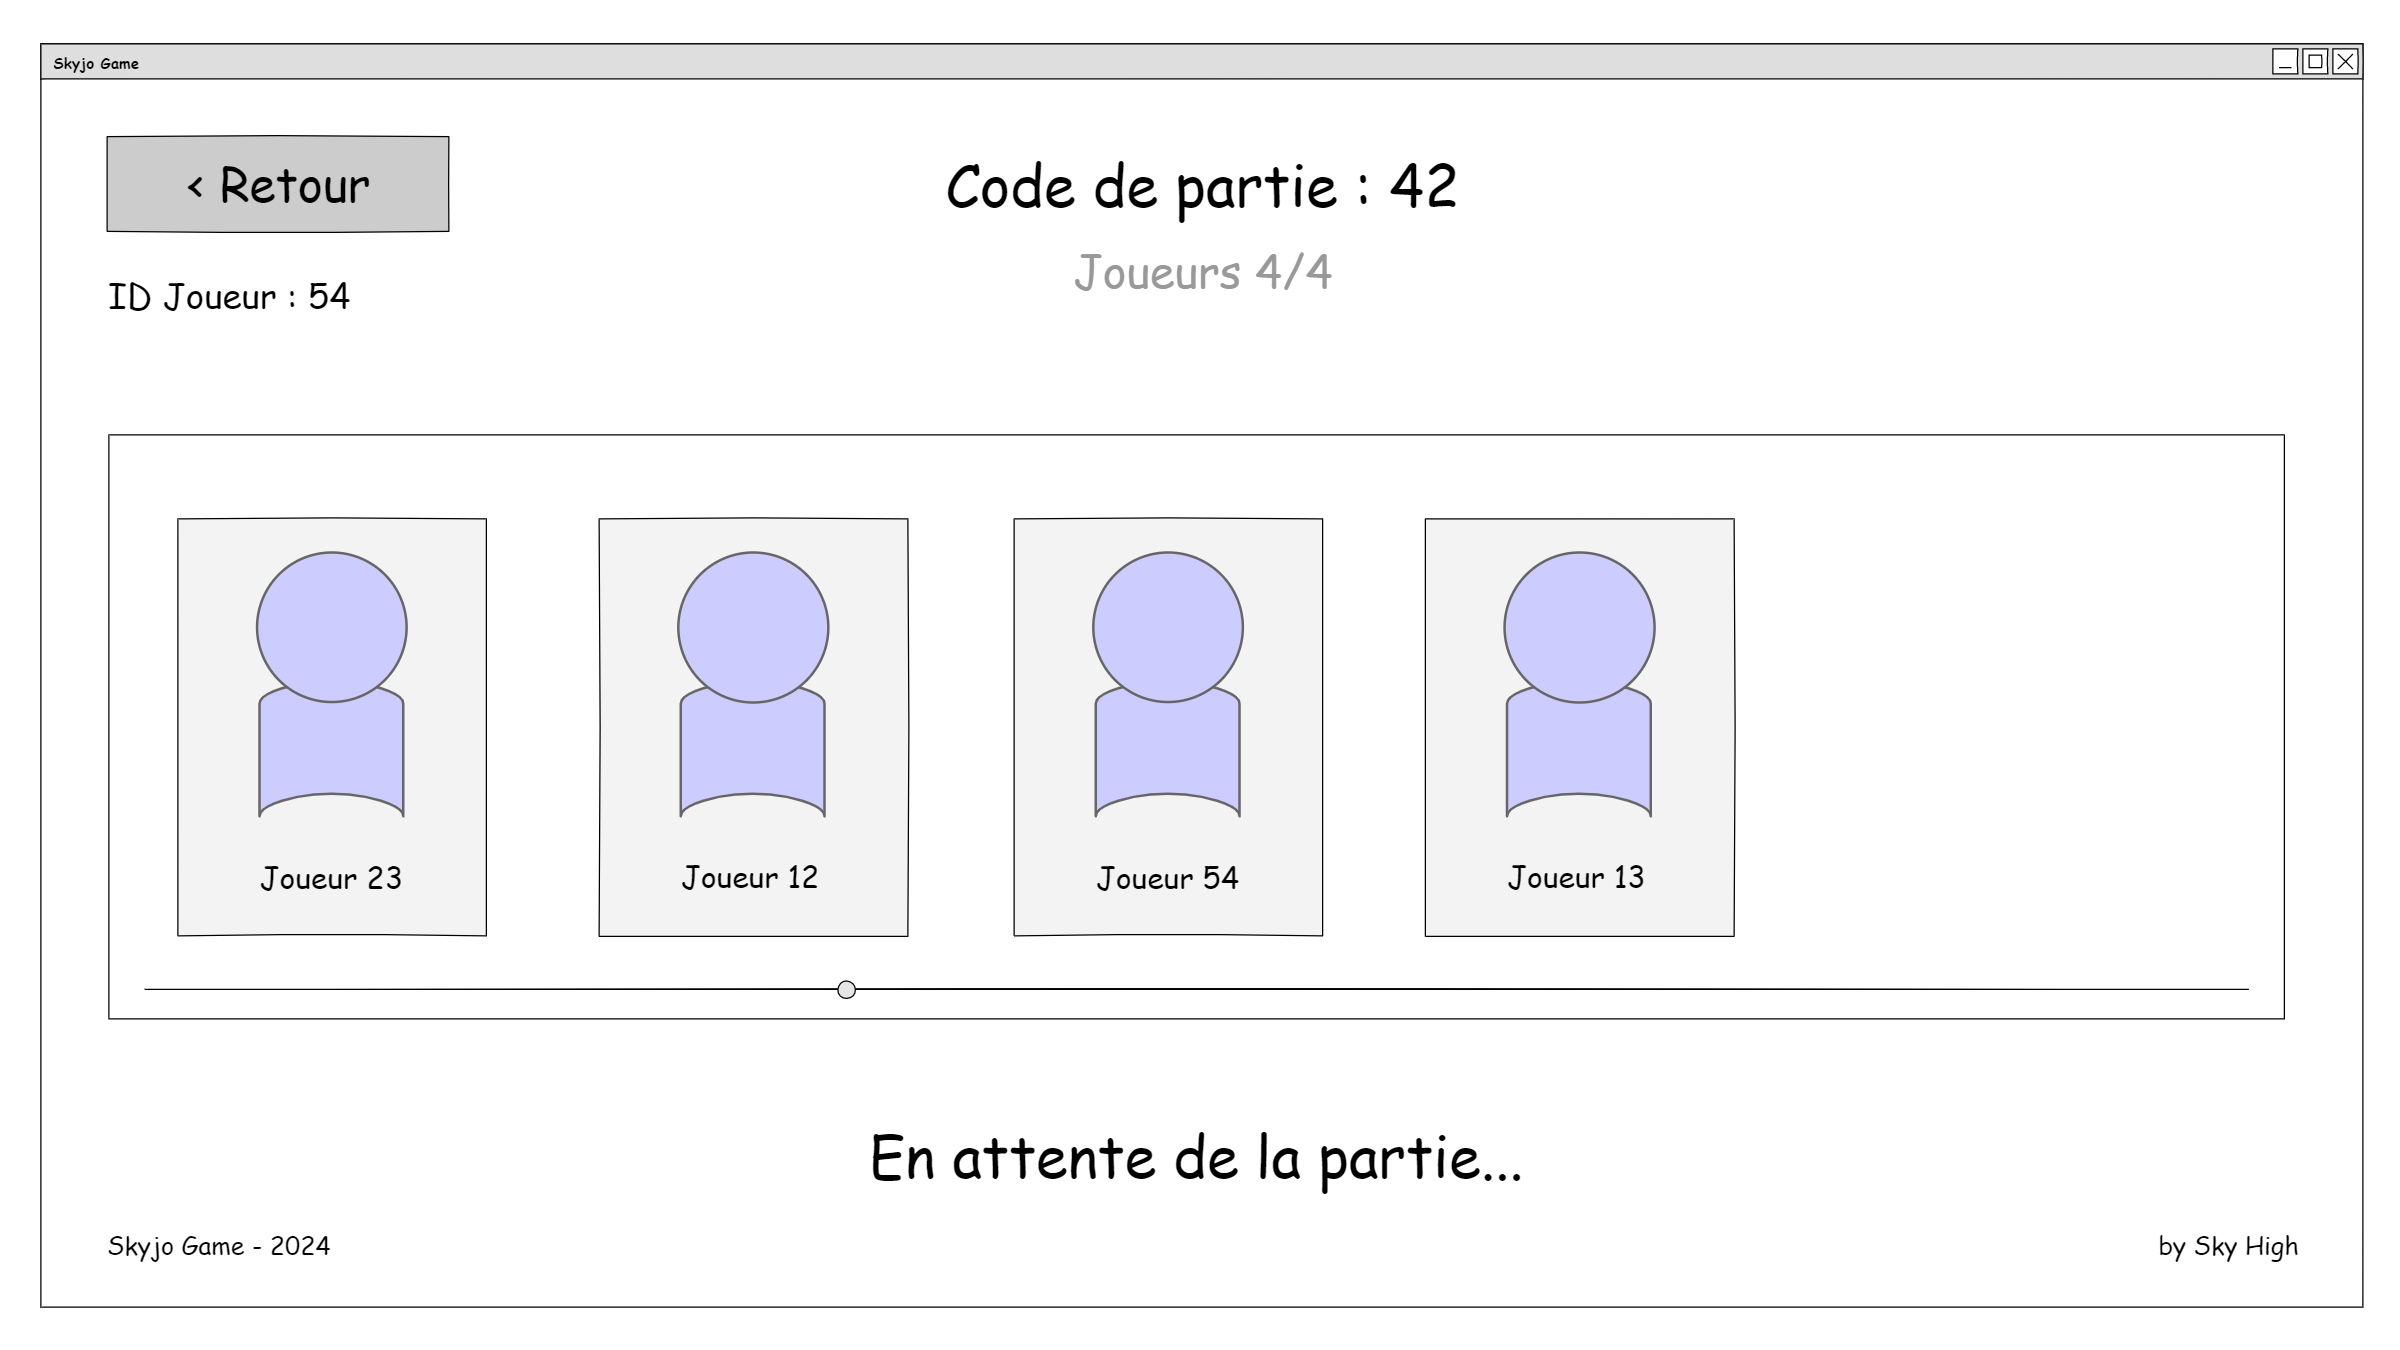 Skyjo Game
< Retour
Code de partie : 42
Joueurs 4/4
ID Joueur : 54
Joueur 23
Joueur 12
Joueur 54
Joueur 13
En attente de la partie...
Skyjo Game - 2024
by Sky High